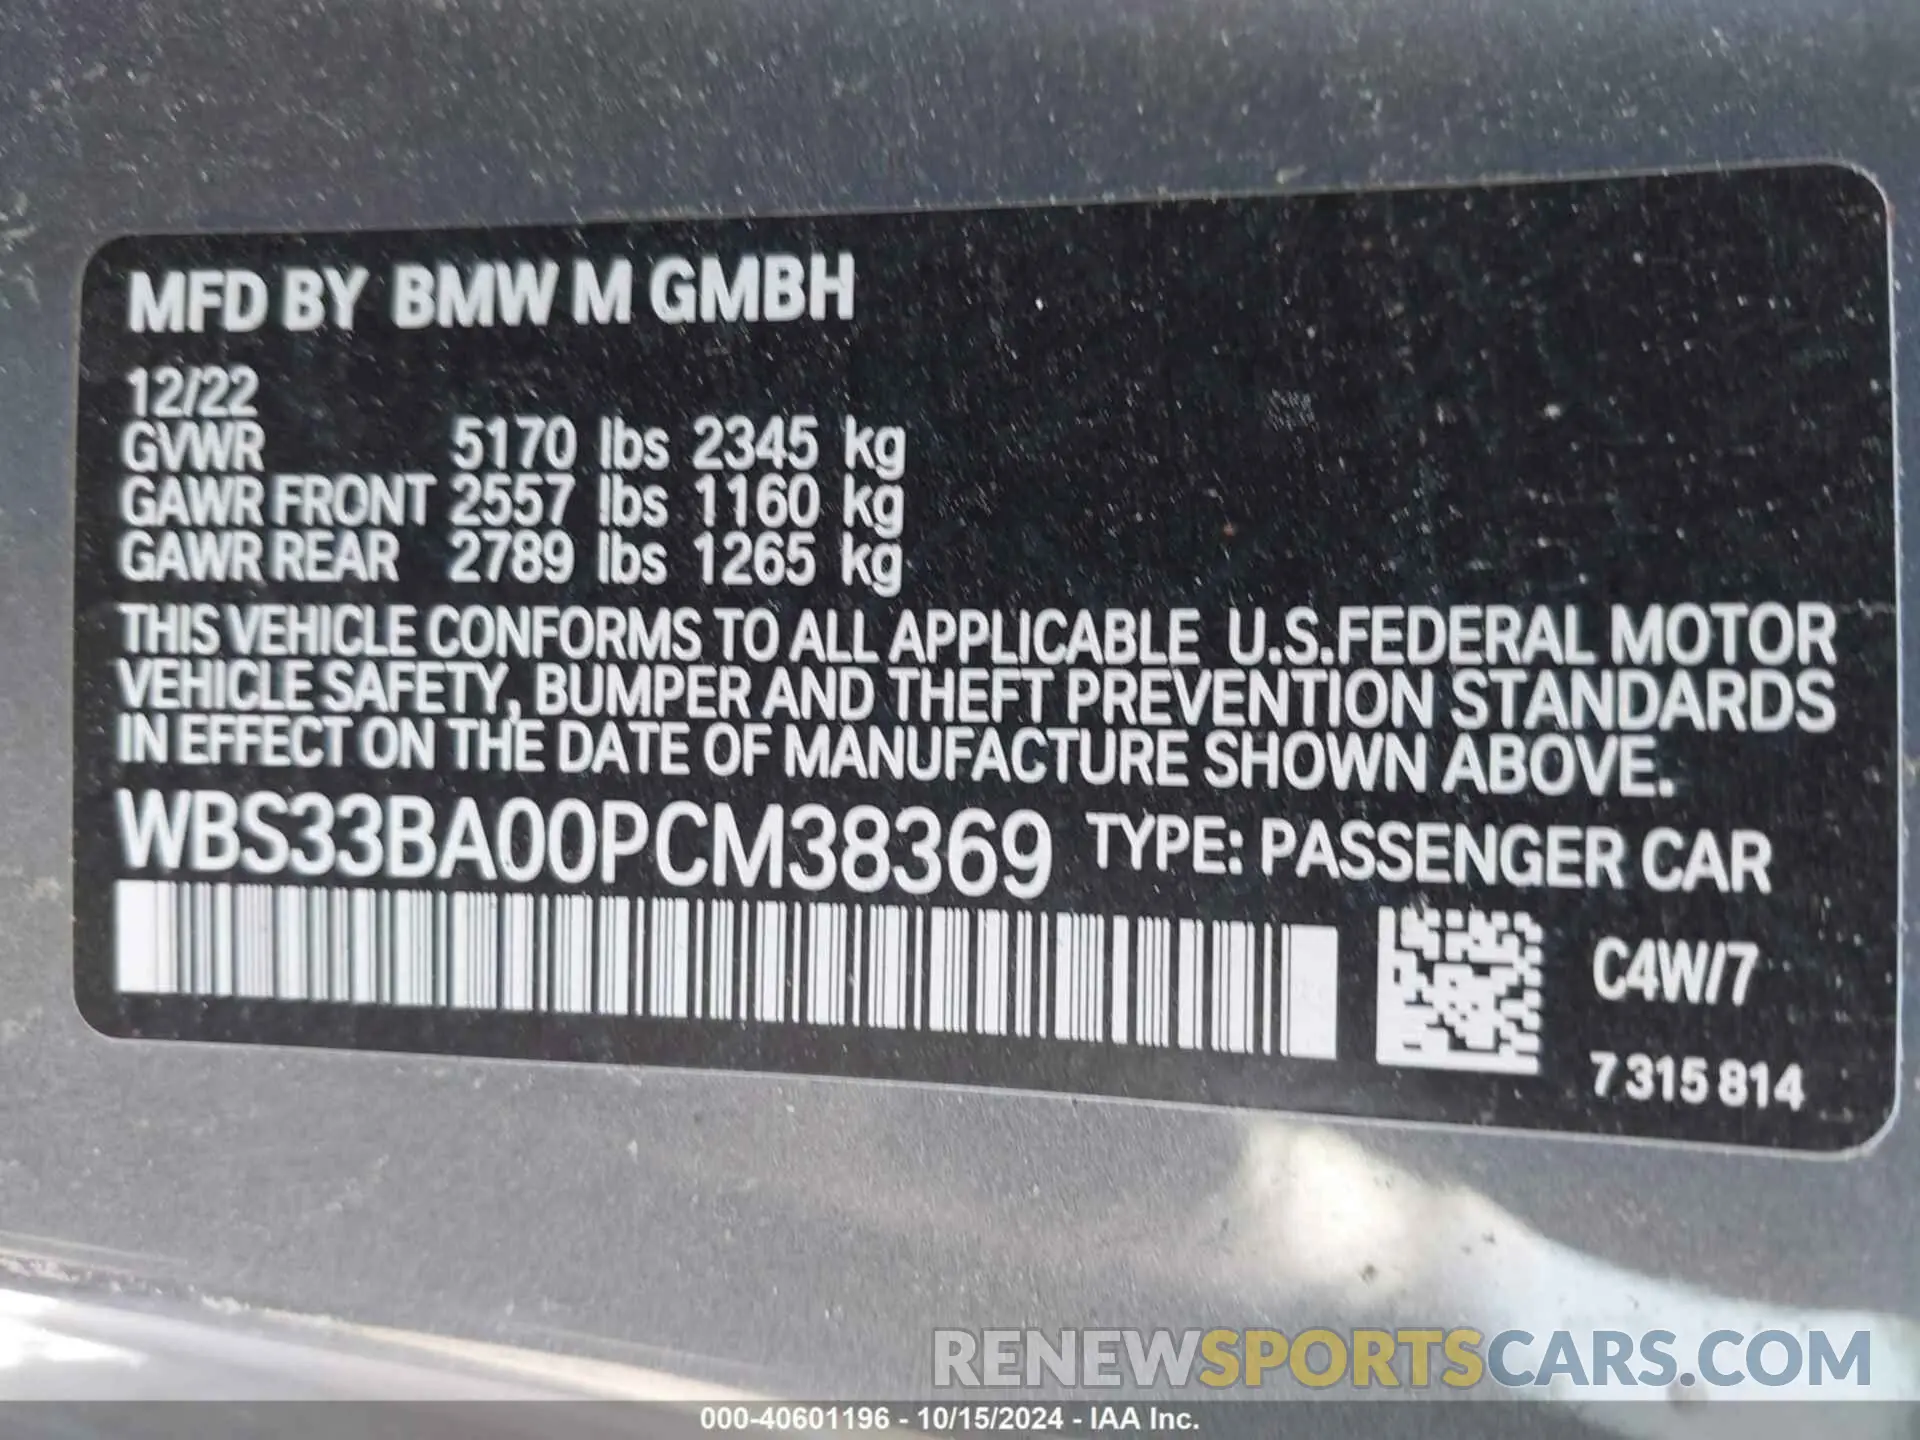 MFD BY BMW M GMBH
12/22
GVWR 5170 lbs 2345 kg
GAWR FRONT 2557 lbs 1160 kg
GAWR REAR 2789 lbs 1265 kg
THIS VEHICLE CONFORMS TO ALL APPLICABLE U.S.FEDERAL MOTOR
VEHICLE SAFETY, BUMPER AND THEFT PREVENTION STANDARDS
IN EFFECT ON THE DATE OF MANUFACTURE SHOWN ABOVE.
WBS33BA00PCM38369 TYPE: PASSENGER CAR
C4W/7
7 315 814
RENEWSPORTSCARS.COM
000-40601196 - 10/15/2024 - IAA Inc.